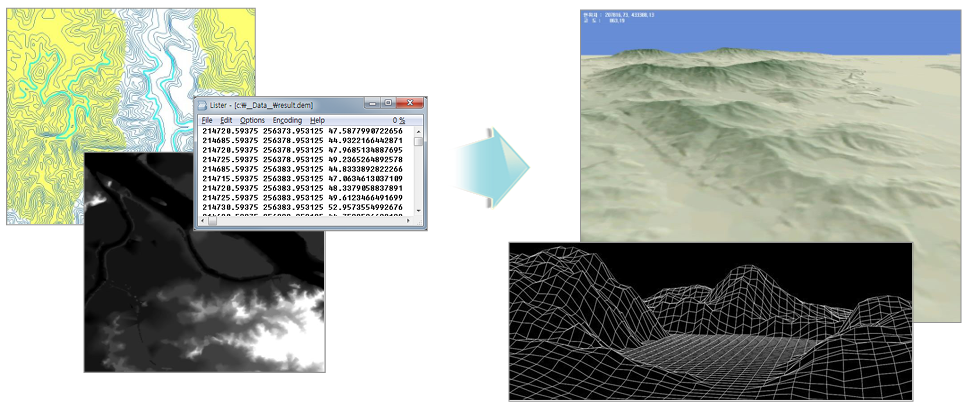 Lister - [c:₩__Data__₩result.dem]
File Edit Options Encoding Help 0 %
214720.59375 256373.953125 47.5877990722656
214685.59375 256378.953125 44.9322166442871
214720.59375 256378.953125 47.9685134887695
214725.59375 256378.953125 49.2365264892578
214685.59375 256383.953125 44.8333892822266
214715.59375 256383.953125 47.0634613037109
214720.59375 256383.953125 48.3379058837891
214725.59375 256383.953125 49.6123466491699
214730.59375 256383.953125 52.9573554992676